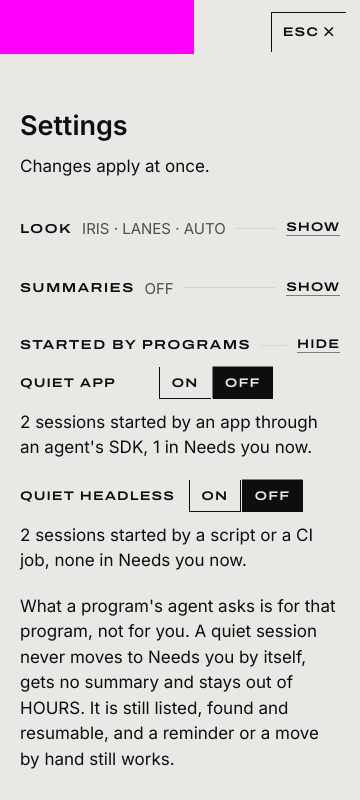 ESC ✕
Settings
Changes apply at once.
LOOK IRIS · LANES · AUTO SHOW
SUMMARIES OFF SHOW
STARTED BY PROGRAMS HIDE
QUIET APP ON OFF
2 sessions started by an app through
an agent's SDK, 1 in Needs you now.
QUIET HEADLESS ON OFF
2 sessions started by a script or a CI
job, none in Needs you now.
What a program's agent asks is for that
program, not for you. A quiet session
never moves to Needs you by itself,
gets no summary and stays out of
HOURS. It is still listed, found and
resumable, and a reminder or a move
by hand still works.